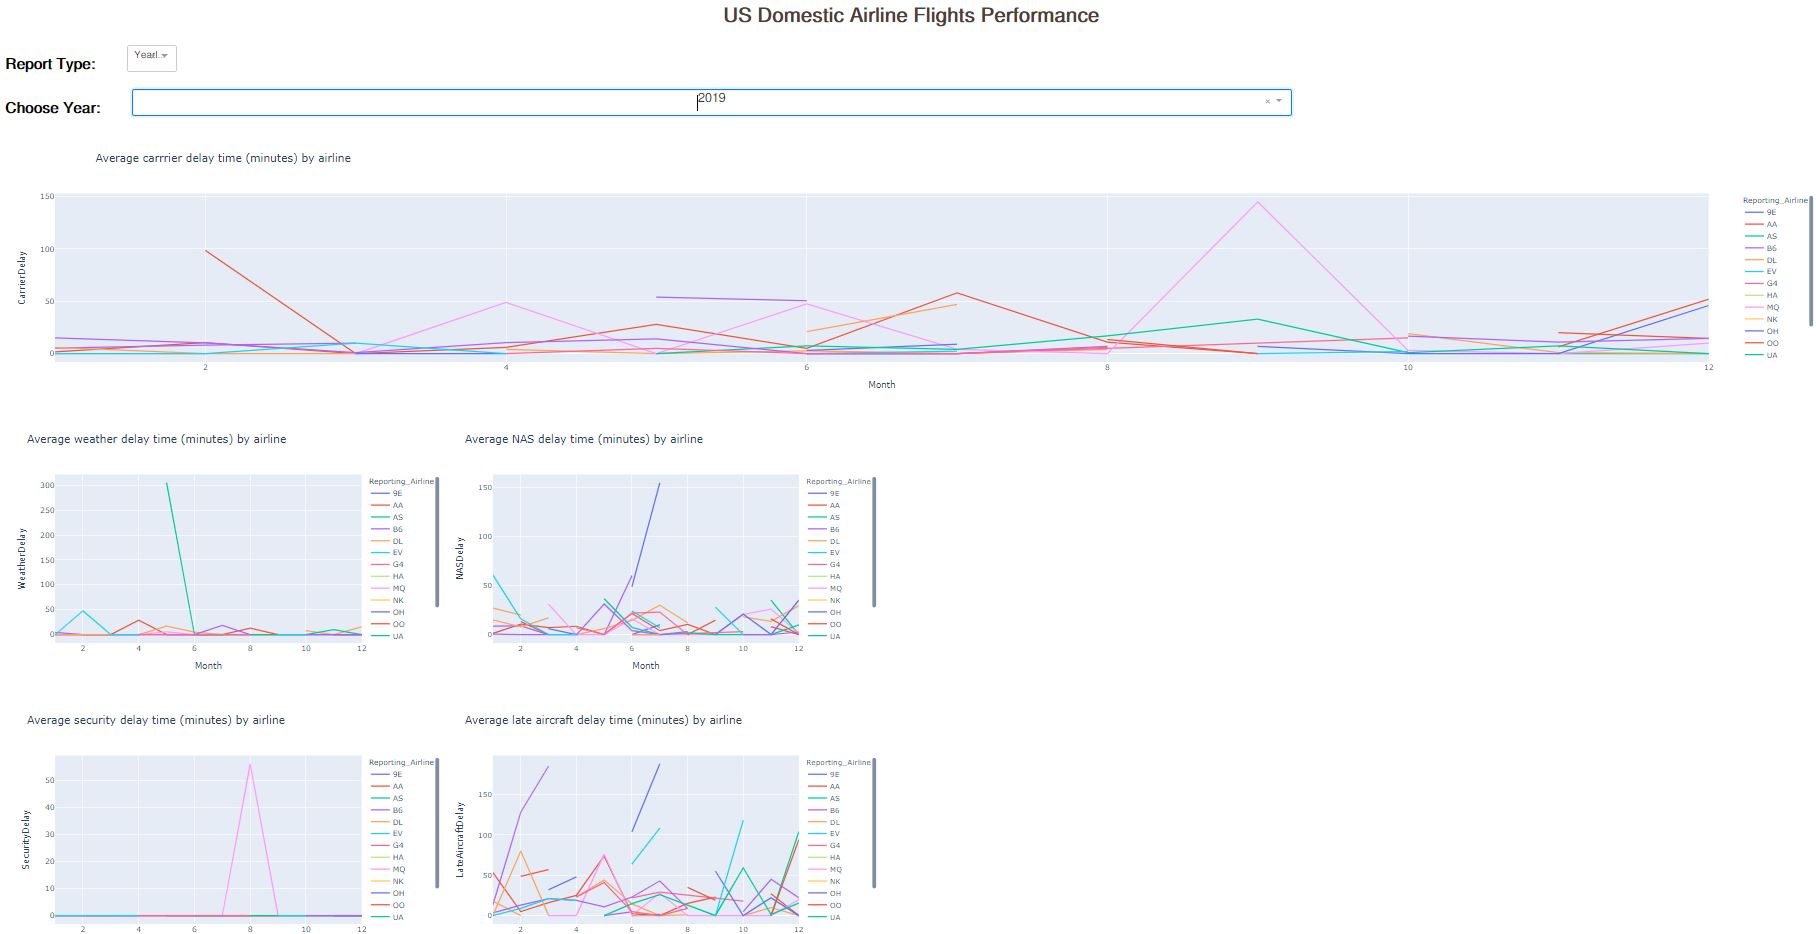 US Domestic Airline Flights Performance
Report Type:
Yearl...
Choose Year:
2019
×
Average carrrier delay time (minutes) by airline
150
100
50
0
CarrierDelay
2 4 6 8 10 12
Month
Reporting_Airline
9E
AA
AS
B6
DL
EV
G4
HA
MQ
NK
OH
OO
UA
Average weather delay time (minutes) by airline
300
250
200
150
100
50
0
WeatherDelay
2 4 6 8 10 12
Month
Reporting_Airline
9E
AA
AS
B6
DL
EV
G4
HA
MQ
NK
OH
OO
UA
Average NAS delay time (minutes) by airline
150
100
50
0
NASDelay
2 4 6 8 10 12
Month
Reporting_Airline
9E
AA
AS
B6
DL
EV
G4
HA
MQ
NK
OH
OO
UA
Average security delay time (minutes) by airline
50
40
30
20
10
0
SecurityDelay
2 4 6 8 10 12
Reporting_Airline
9E
AA
AS
B6
DL
EV
G4
HA
MQ
NK
OH
OO
UA
Average late aircraft delay time (minutes) by airline
150
100
50
0
LateAircraftDelay
2 4 6 8 10 12
Reporting_Airline
9E
AA
AS
B6
DL
EV
G4
HA
MQ
NK
OH
OO
UA